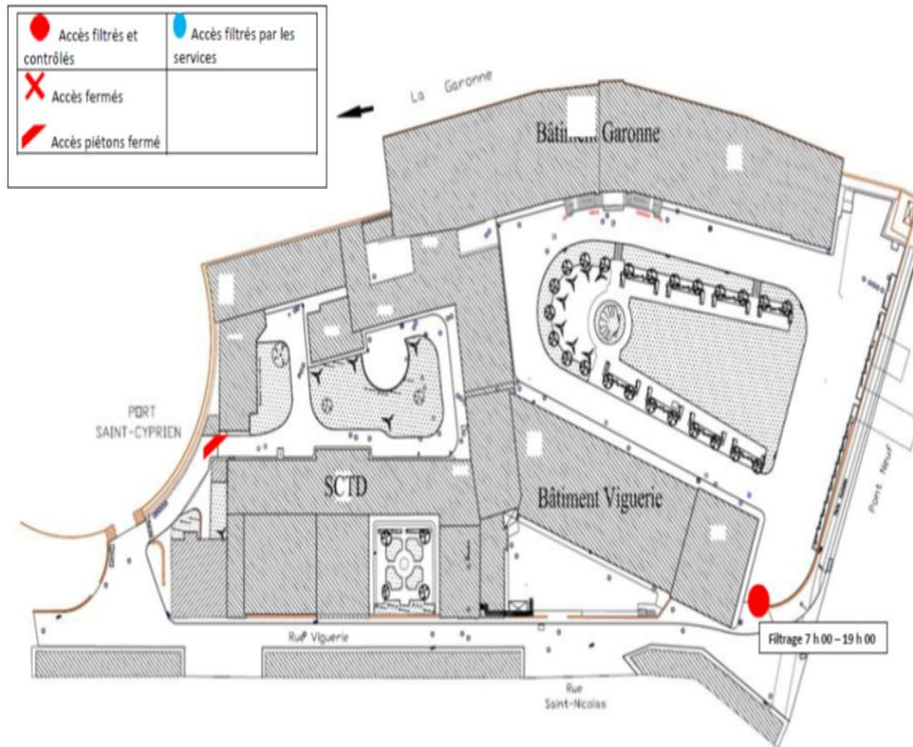 Accès filtrés et
contrôlés
Accès filtrés par les
services
Accès fermés
Accès piétons fermé
La Garonne
Bâtiment Garonne
PORT
SAINT-CYPRIEN
SCTD
Bâtiment Viguerie
Pont Neuf
Filtrage 7 h 00 – 19 h 00
Rue Viguerie
Rue
Saint-Nicolas